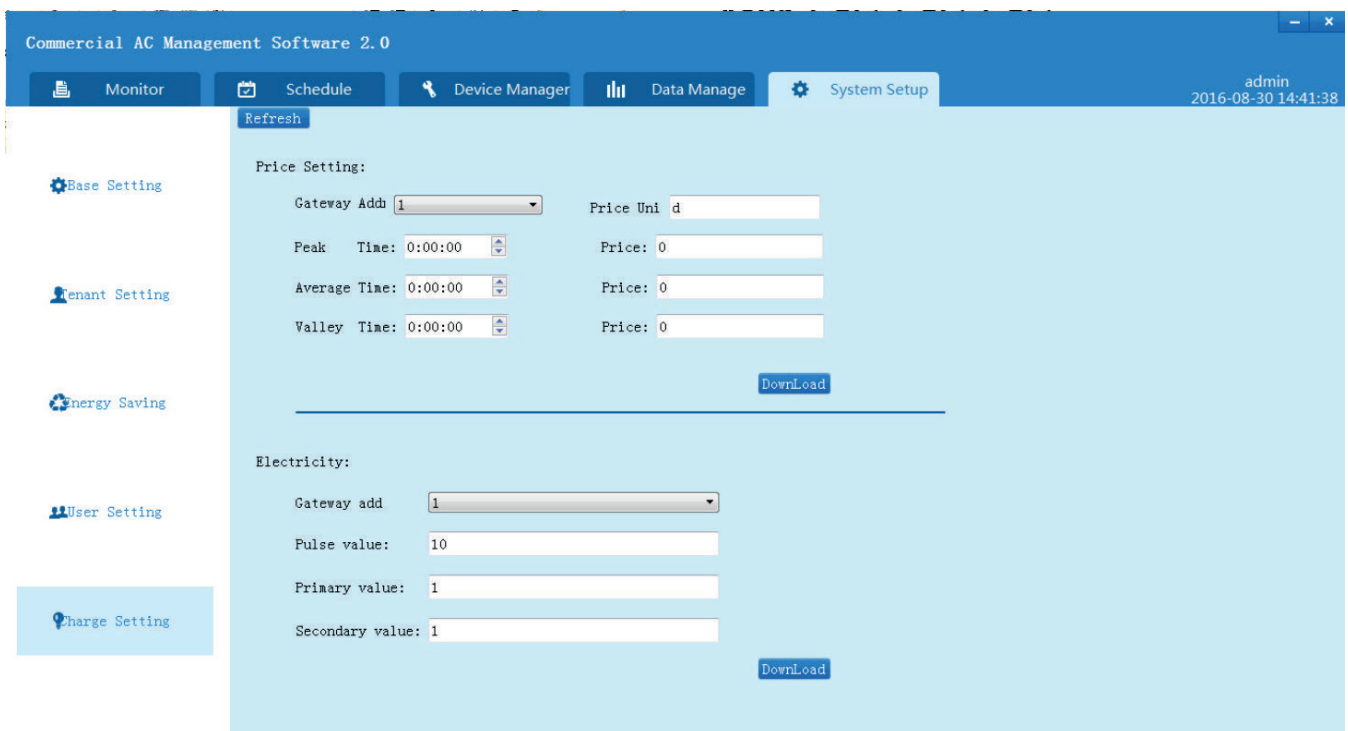 Commercial AC Management Software 2.0
Monitor Schedule Device Manager Data Manage System Setup
admin
2016-08-30 14:41:38
Refresh
Base Setting
Tenant Setting
Energy Saving
User Setting
Charge Setting
Price Setting:
Gateway Add 1 Price Uni d
Peak Time: 0:00:00 Price: 0
Average Time: 0:00:00 Price: 0
Valley Time: 0:00:00 Price: 0
DownLoad
Electricity:
Gateway add 1
Pulse value: 10
Primary value: 1
Secondary value: 1
DownLoad